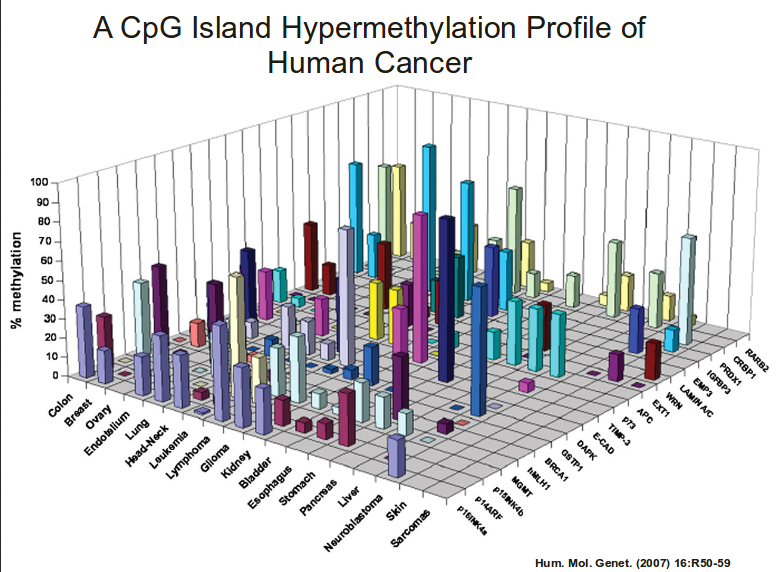 A CpG Island Hypermethylation Profile of
Human Cancer
% methylation
100
90
80
70
60
50
40
30
20
10
0
Colon
Breast
Ovary
Endotelium
Lung
Head-Neck
Leukemia
Lymphoma
Glioma
Kidney
Bladder
Esophagus
Stomach
Pancreas
Liver
Neuroblastoma
Skin
Sarcomas
p16INK4a
p14ARF
p15INK4b
MGMT
hMLH1
BRCA1
GSTP1
DAPK
E-CAD
TIMP-3
p73
APC
EXT1
WRN
LAMIN A/C
EMP3
IGFBP3
PROX1
CRBP1
RARB2
Hum. Mol. Genet. (2007) 16:R50-59